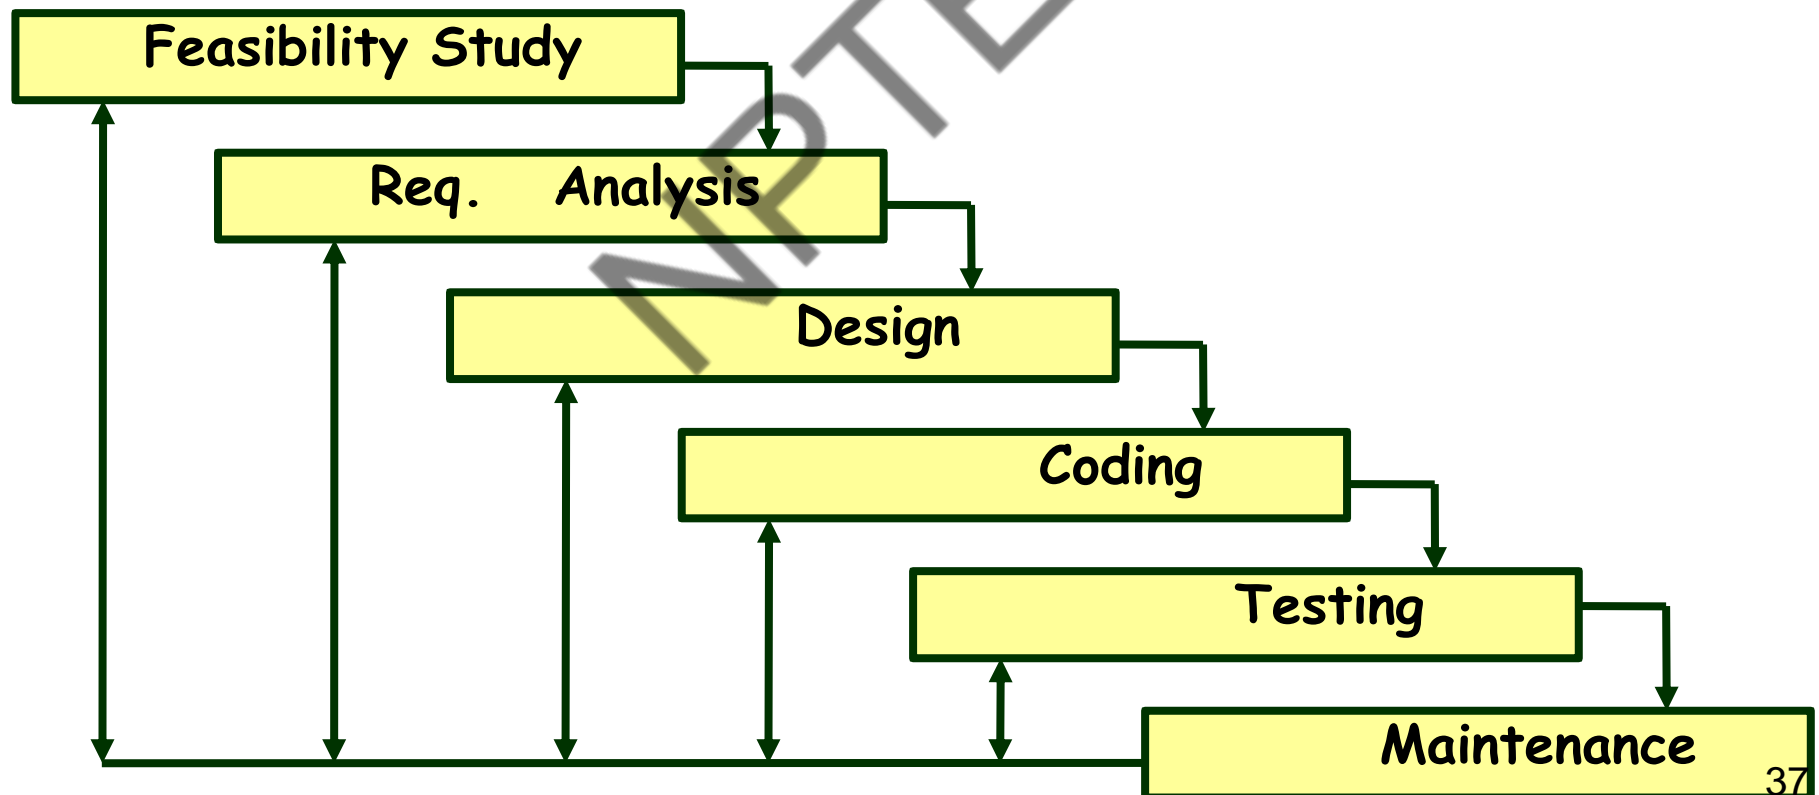 Feasibility Study
Req. Analysis
Design
Coding
Testing
Maintenance
37
NPTE